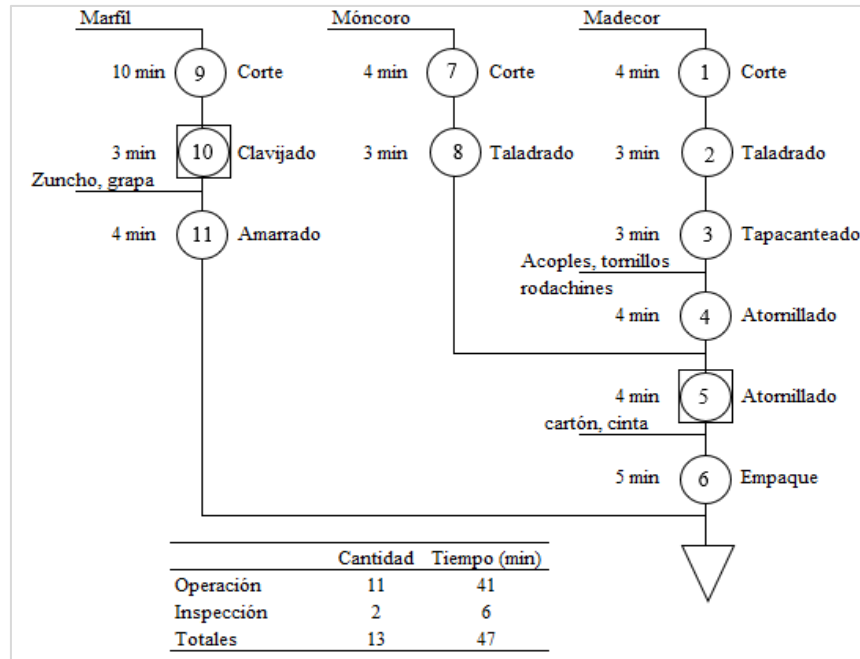 Marfil Móncoro Madecor
10 min 9 Corte 4 min 7 Corte 4 min 1 Corte
3 min 10 Clavijado 3 min 8 Taladrado 3 min 2 Taladrado
Zuncho, grapa
4 min 11 Amarrado 3 min 3 Tapacanteado
Acoples, tornillos
rodachines
4 min 4 Atornillado
4 min 5 Atornillado
cartón, cinta
5 min 6 Empaque
Cantidad Tiempo (min)
Operación 11 41
Inspección 2 6
Totales 13 47